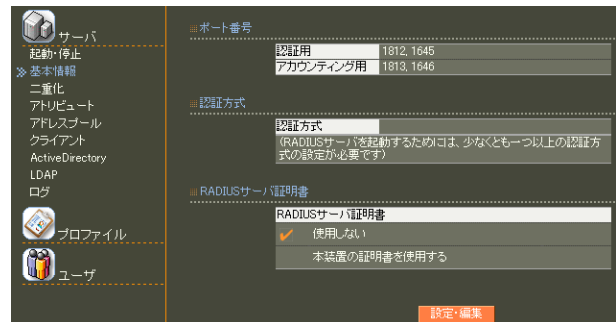 サーバ
起動・停止
基本情報
二重化
アトリビュート
アドレスプール
クライアント
ActiveDirectory
LDAP
ログ
プロファイル
ユーザ
ポート番号
認証用 1812, 1645
アカウンティング用 1813, 1646
認証方式
認証方式
(RADIUSサーバを起動するためには、少なくとも一つ以上の認証方
式の設定が必要です)
RADIUSサーバ証明書
RADIUSサーバ証明書
使用しない
本装置の証明書を使用する
設定・編集